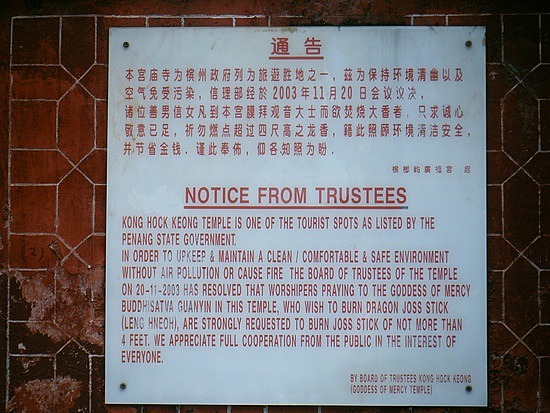 通告
本宫庙寺为槟州政府列为旅遊胜地之一，兹为保持环境清幽以及
空气免受污染，信理部经於2003年11月20日会议议决，
诸位善男信女凡到本宫膜拜观音大士而欲焚烧大香者，只求诚心
敬意已足，祈勿燃点超过四尺高之龙香，籍此照顾环境清洁安全，
并节省金钱．谨此奉佈，仰各知照为盼．
槟榔屿廣福宫 启
NOTICE FROM TRUSTEES
KONG HOCK KEONG TEMPLE IS ONE OF THE TOURIST SPOTS AS LISTED BY THE
PENANG STATE GOVERNMENT.
IN ORDER TO UPKEEP & MAINTAIN A CLEAN / COMFORTABLE & SAFE ENVIRONMENT
WITHOUT AIR POLLUTION OR CAUSE FIRE THE BOARD OF TRUSTEES OF THE TEMPLE
ON 20-11-2003 HAS RESOLVED THAT WORSHIPERS PRAYING TO THE GODDESS OF MERCY
BUDDHISATVA GUANYIN IN THIS TEMPLE, WHO WISH TO BURN DRAGON JOSS STICK
(LENG HNEOH), ARE STRONGLY REQUESTED TO BURN JOSS STICK OF NOT MORE THAN
4 FEET. WE APPRECIATE FULL COOPERATION FROM THE PUBLIC IN THE INTEREST OF
EVERYONE.
BY BOARD OF TRUSTEES KONG HOCK KEONG
(GODDESS OF MERCY TEMPLE)